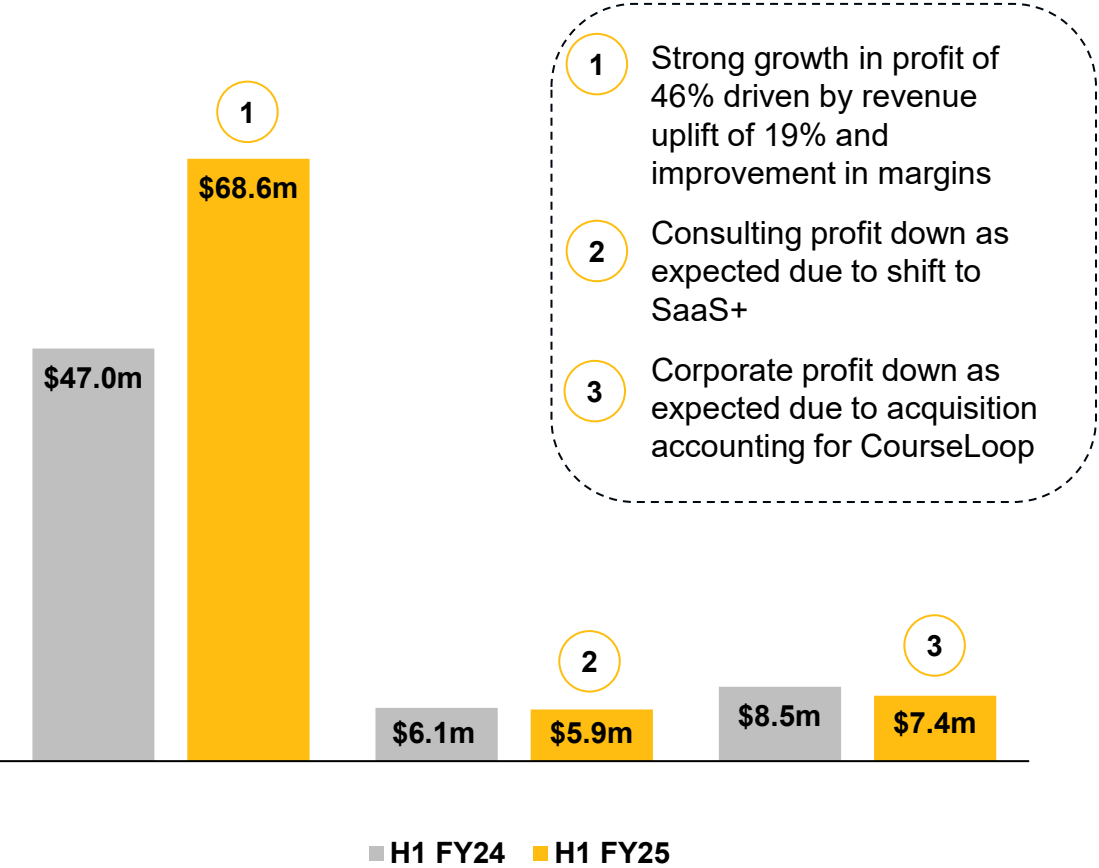 1
Strong growth in profit of
46% driven by revenue
uplift of 19% and
improvement in margins
2
Consulting profit down as
expected due to shift to
SaaS+
3
Corporate profit down as
expected due to acquisition
accounting for CourseLoop
1
$68.6m
$47.0m
2
3
$6.1m
$5.9m
$8.5m
$7.4m
H1 FY24 H1 FY25